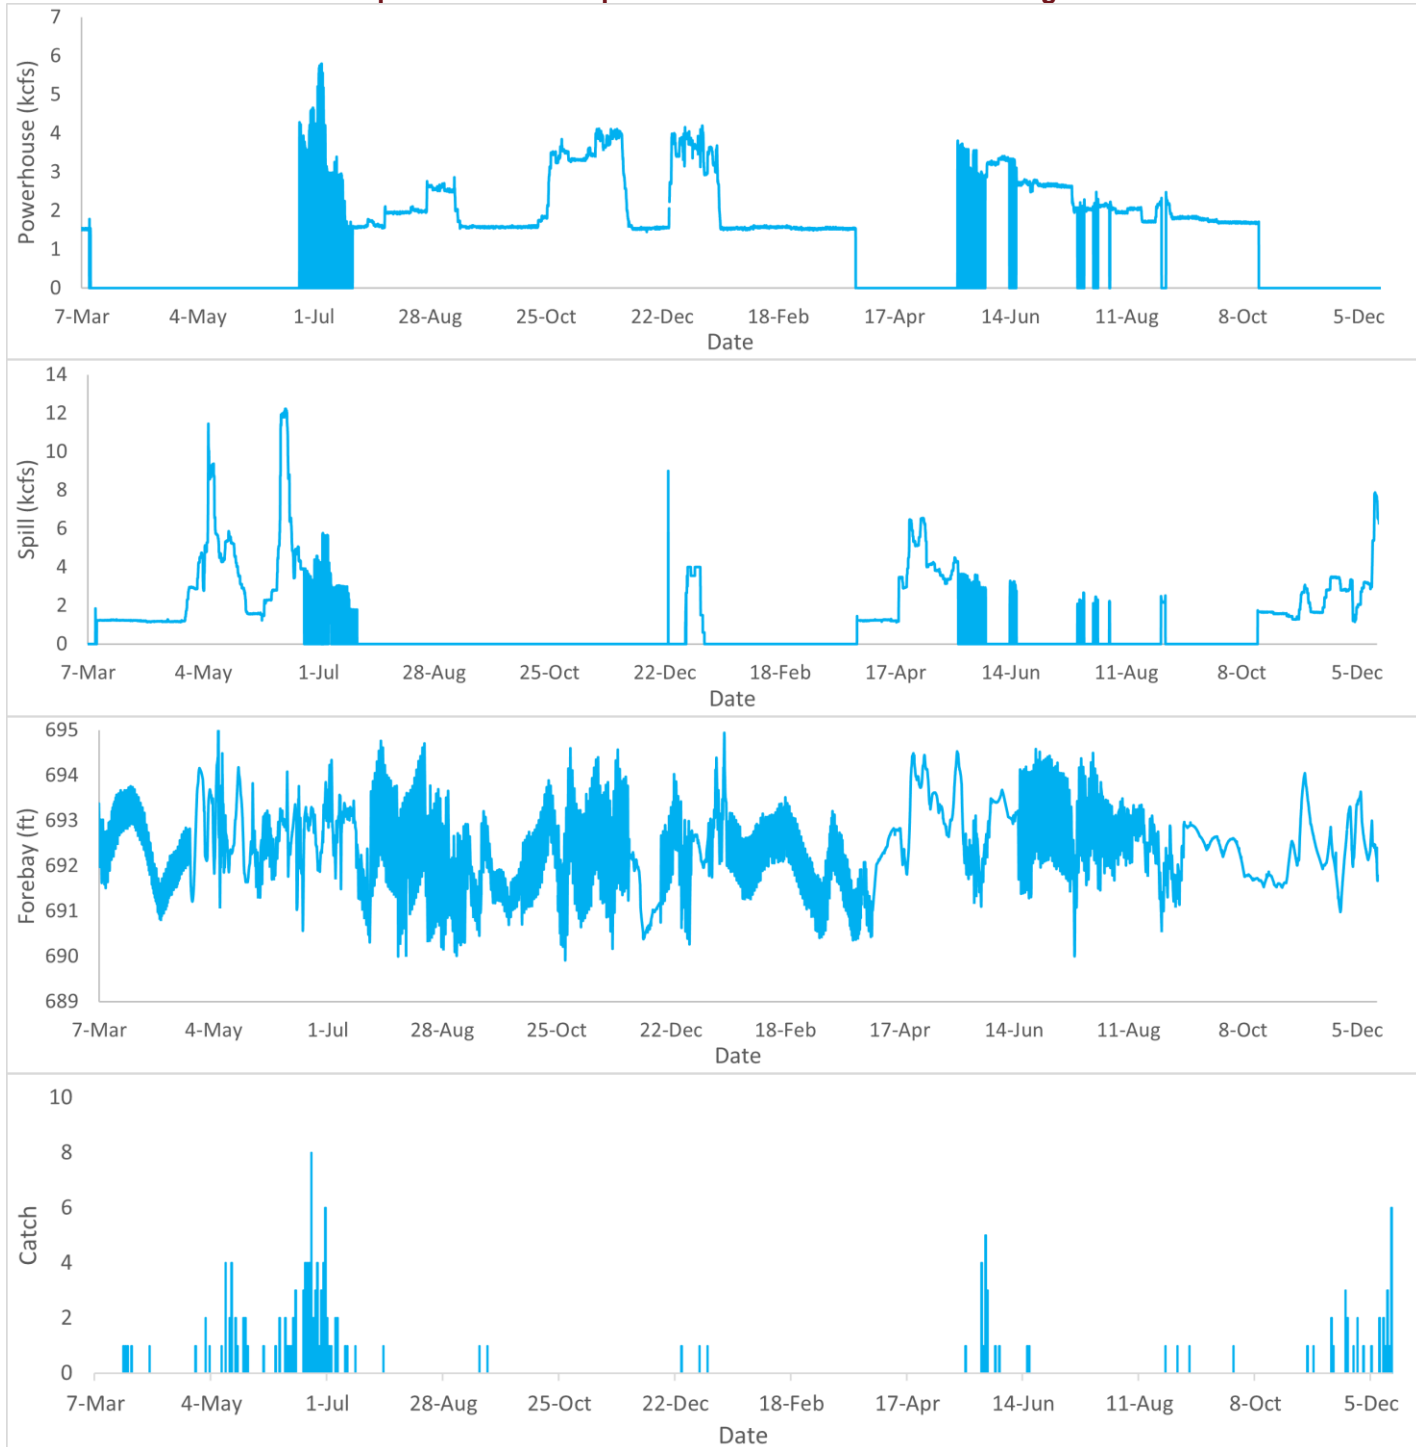 7
6
5
4
3
2
1
0
Powerhouse (kcfs)
7-Mar 4-May 1-Jul 28-Aug 25-Oct 22-Dec 18-Feb 17-Apr 14-Jun 11-Aug 8-Oct 5-Dec
Date
14
12
10
8
6
4
2
0
Spill (kcfs)
7-Mar 4-May 1-Jul 28-Aug 25-Oct 22-Dec 18-Feb 17-Apr 14-Jun 11-Aug 8-Oct 5-Dec
Date
695
694
693
692
691
690
689
Forebay (ft)
7-Mar 4-May 1-Jul 28-Aug 25-Oct 22-Dec 18-Feb 17-Apr 14-Jun 11-Aug 8-Oct 5-Dec
Date
10
8
6
4
2
0
Catch
7-Mar 4-May 1-Jul 28-Aug 25-Oct 22-Dec 18-Feb 17-Apr 14-Jun 11-Aug 8-Oct 5-Dec
Date